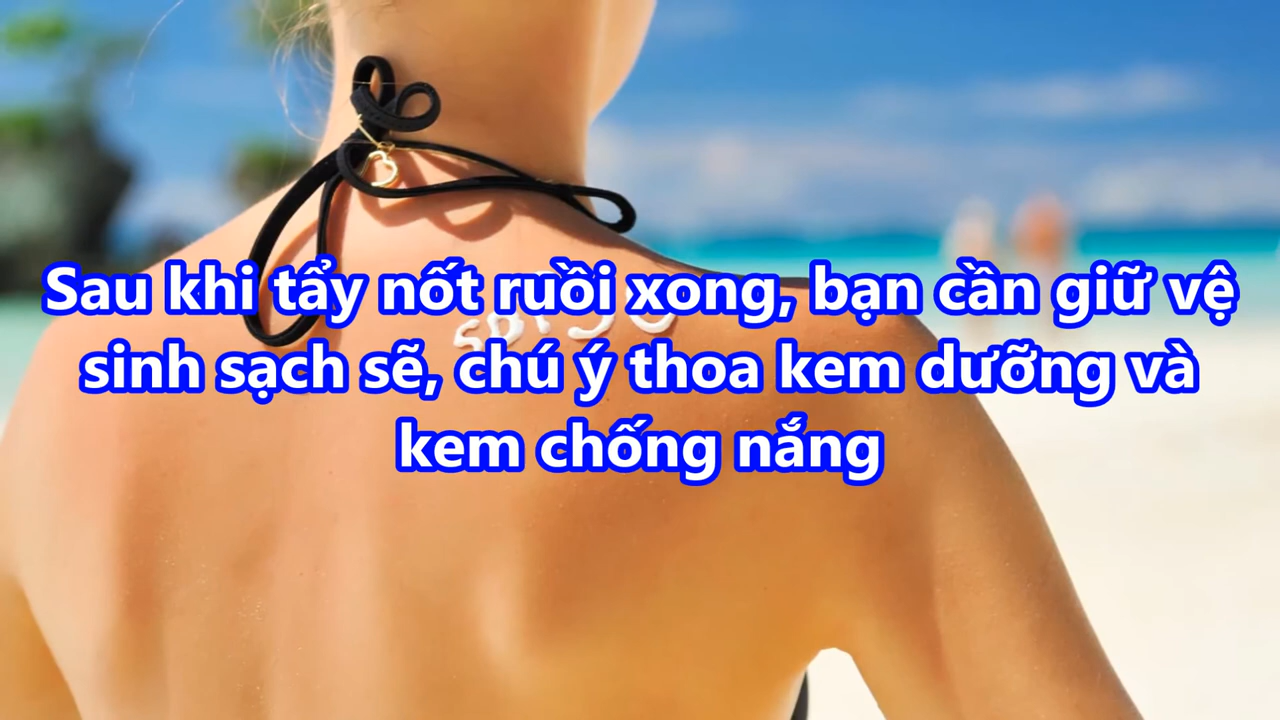 Sau khi tẩy nốt ruồi xong, bạn cần giữ vệ
sinh sạch sẽ, chú ý thoa kem dưỡng và
kem chống nắng